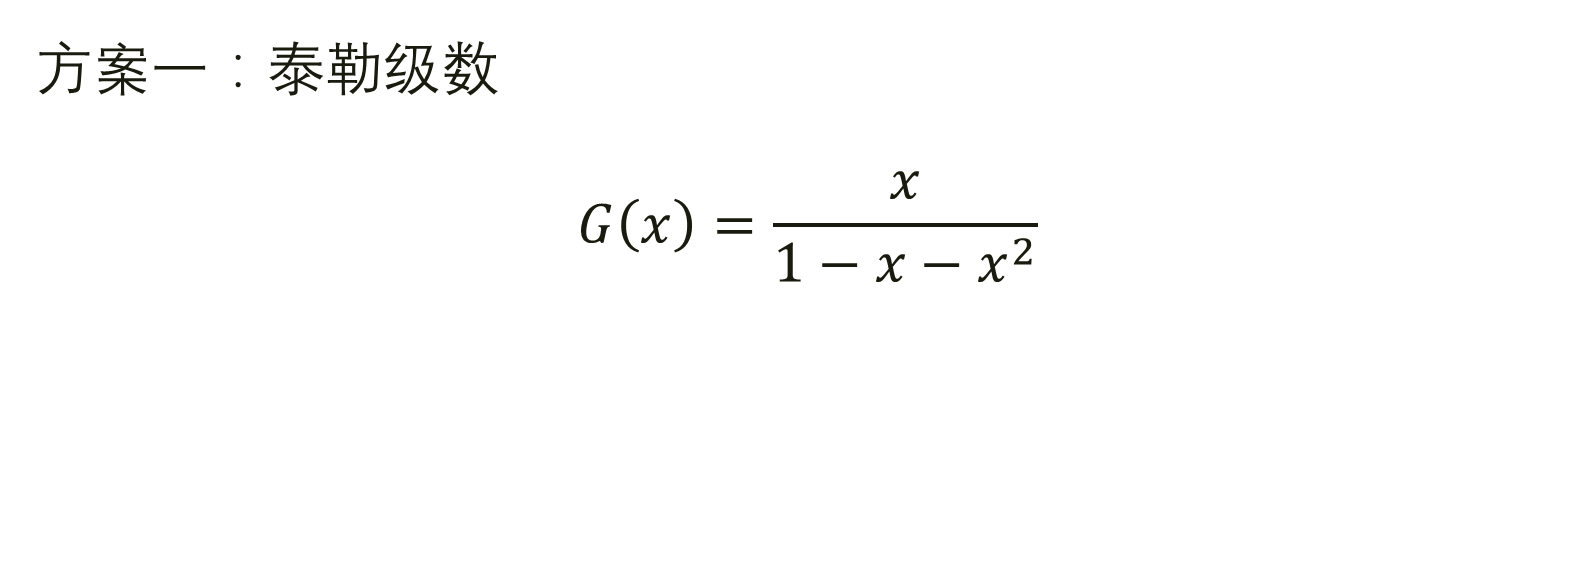 方案一：泰勒级数
G(x) = x / (1 − x − x²)